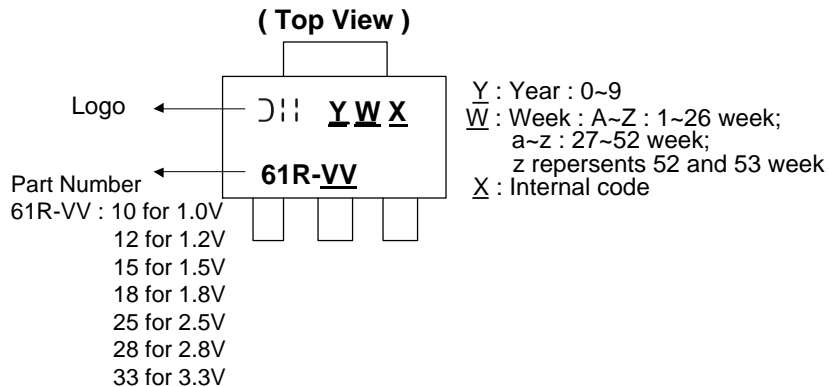 ( Top View )
Logo
Y W X
61R-VV
Y : Year : 0~9
W : Week : A~Z : 1~26 week;
a~z : 27~52 week;
z repersents 52 and 53 week
X : Internal code
Part Number
61R-VV : 10 for 1.0V
12 for 1.2V
15 for 1.5V
18 for 1.8V
25 for 2.5V
28 for 2.8V
33 for 3.3V